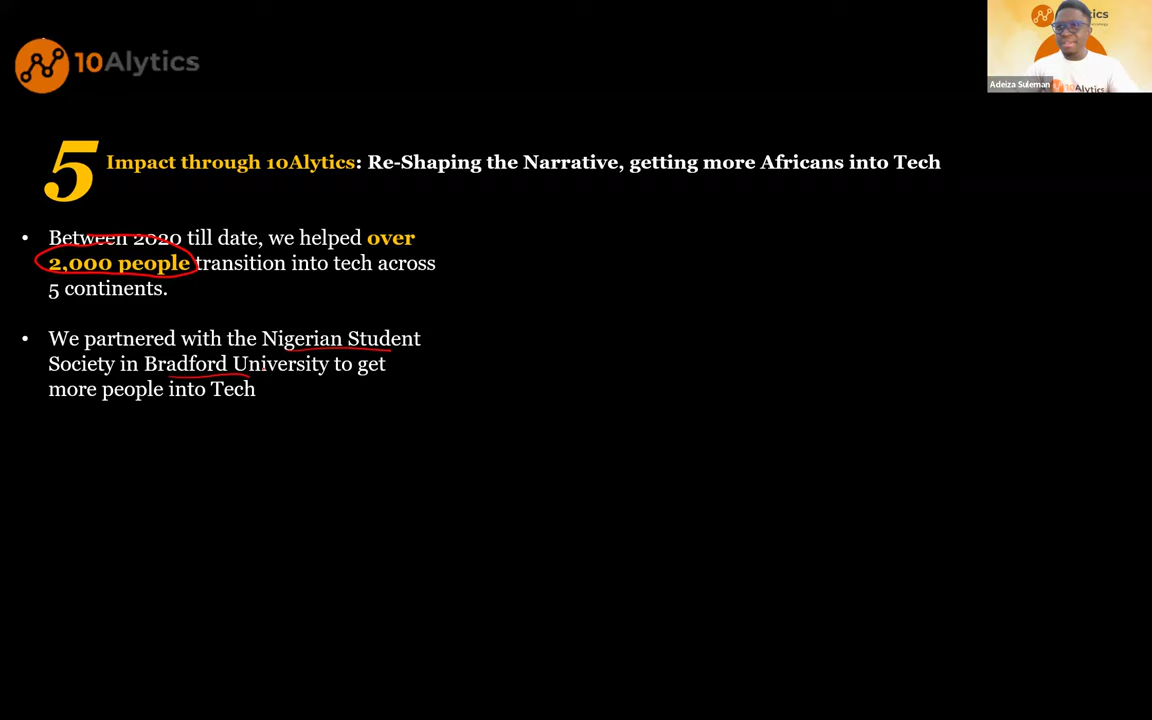 10Alytics
Adeiza Suleman
10Alytics
5
Impact through 10Alytics: Re-Shaping the Narrative, getting more Africans into Tech
• Between 2020 till date, we helped over
2,000 people transition into tech across
5 continents.
• We partnered with the Nigerian Student
Society in Bradford University to get
more people into Tech